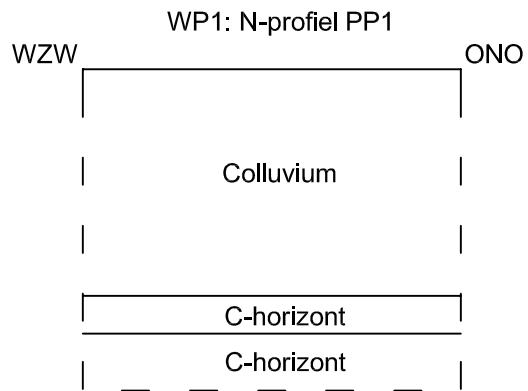 WP1: N-profiel PP1
WZW ONO
Colluvium
C-horizont
C-horizont